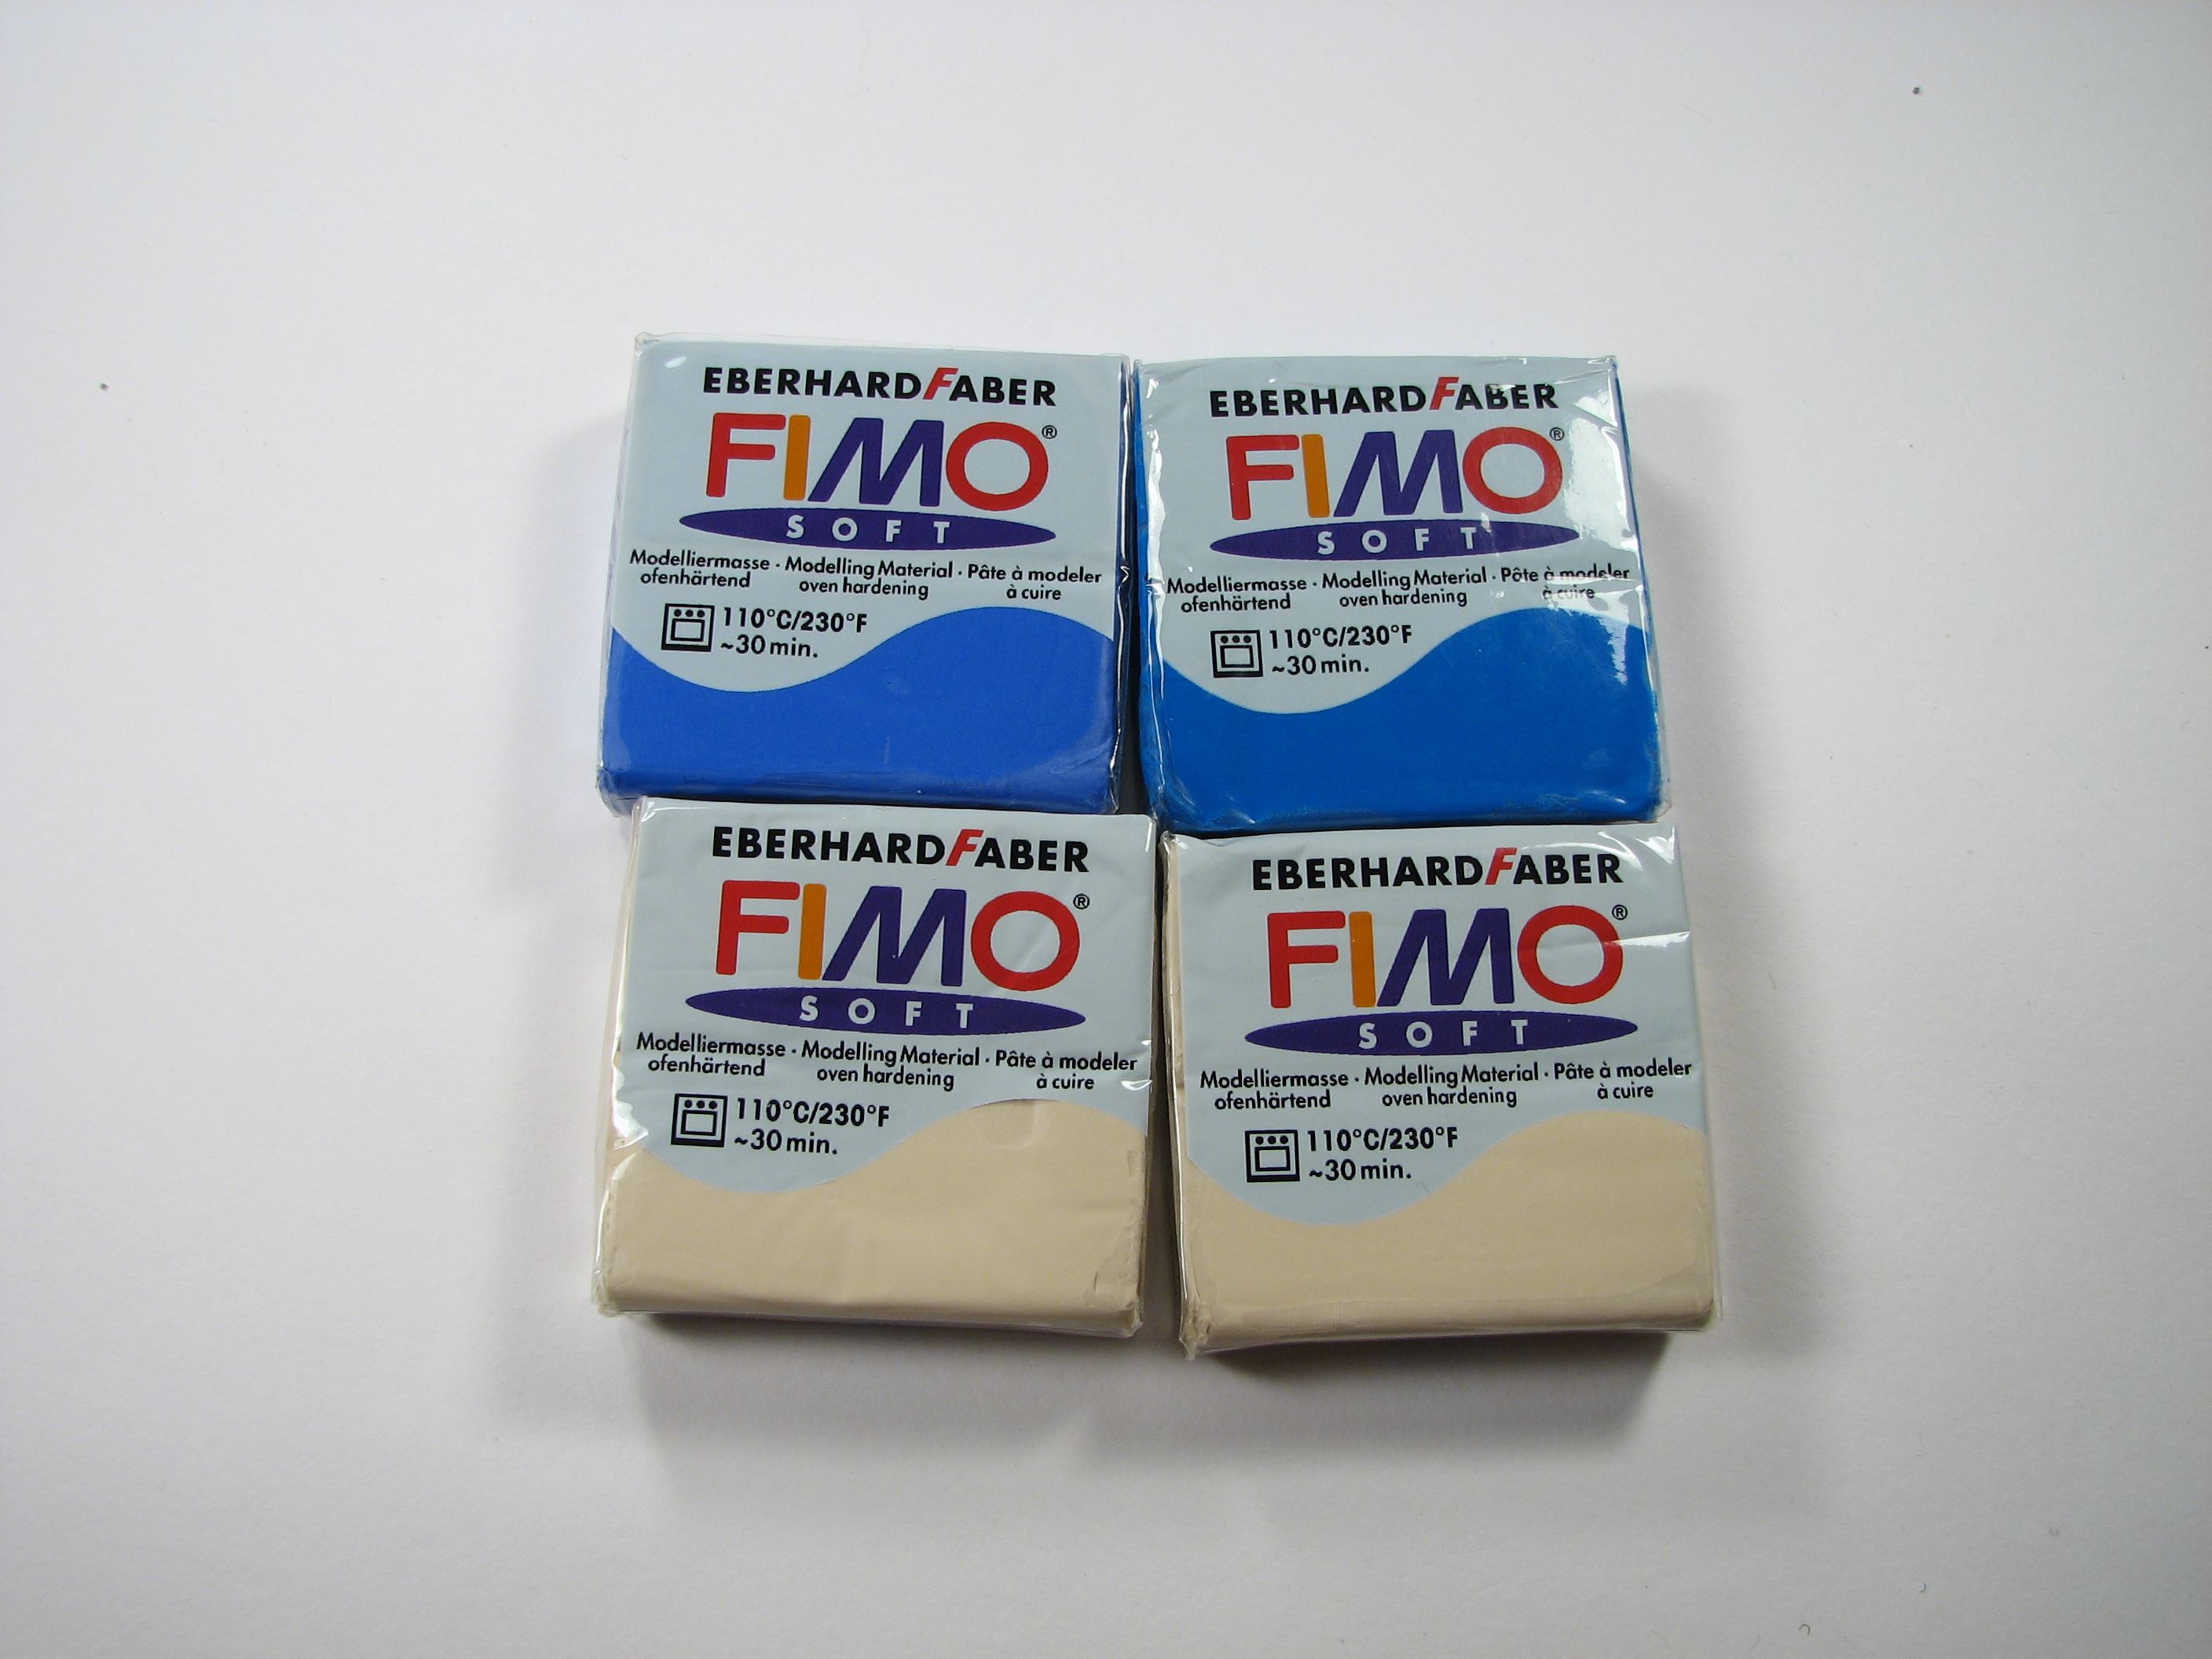 EBERHARDFABER
FIMO®
SOFT
Modelliermasse · Modelling Material · Pâte à modeler
ofenhärtend oven hardening à cuire
110°C/230°F
~30 min.
EBERHARDFABER
FIMO®
SOFT
Modelliermasse · Modelling Material · Pâte à modeler
ofenhärtend oven hardening à cuire
110°C/230°F
~30 min.
EBERHARDFABER
FIMO®
SOFT
Modelliermasse · Modelling Material · Pâte à modeler
ofenhärtend oven hardening à cuire
110°C/230°F
~30 min.
EBERHARDFABER
FIMO®
SOFT
Modelliermasse · Modelling Material · Pâte à modeler
ofenhärtend oven hardening à cuire
110°C/230°F
~30 min.